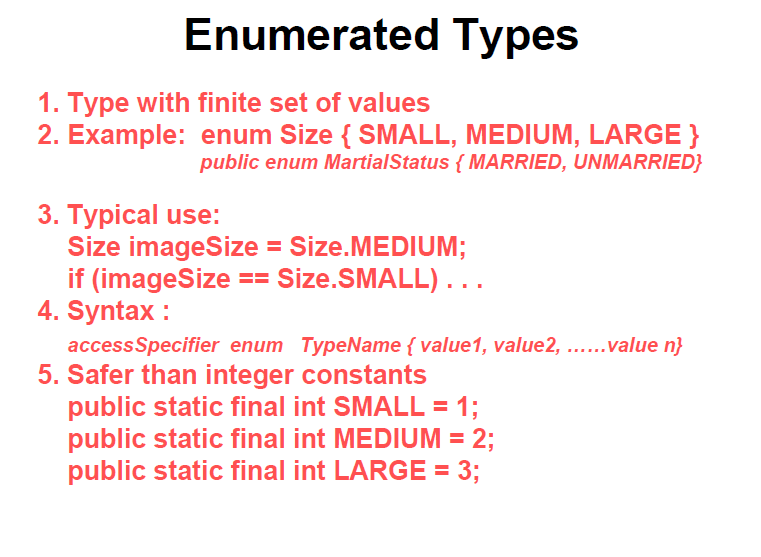 Enumerated Types
1. Type with finite set of values
2. Example:  enum Size { SMALL, MEDIUM, LARGE }
public enum MartialStatus { MARRIED, UNMARRIED}
3. Typical use:
Size imageSize = Size.MEDIUM;
if (imageSize == Size.SMALL) . . .
4. Syntax :
accessSpecifier  enum   TypeName { value1, value2, ……value n}
5. Safer than integer constants
public static final int SMALL = 1;
public static final int MEDIUM = 2;
public static final int LARGE = 3;